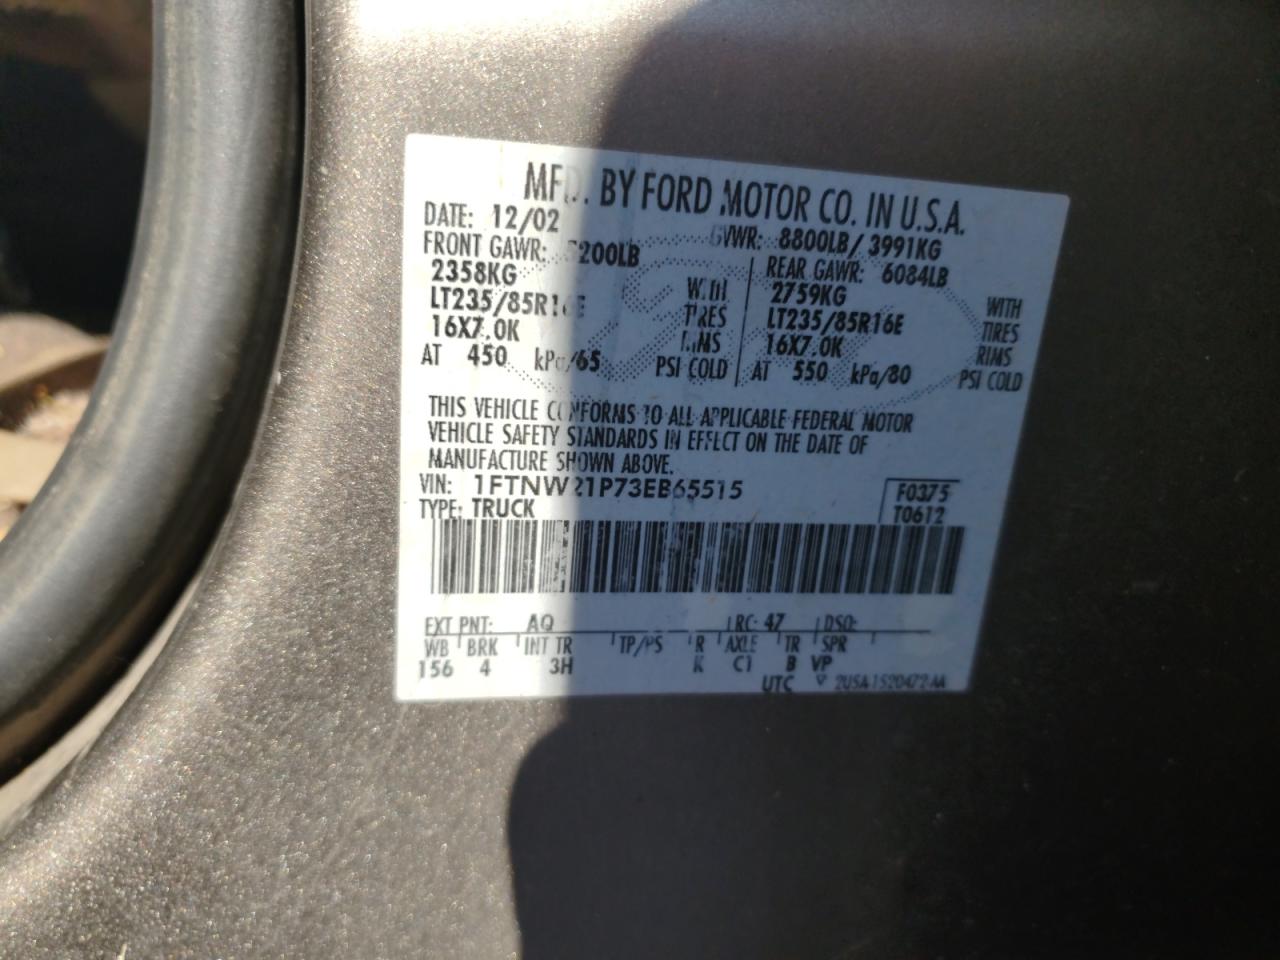 MFD. BY FORD MOTOR CO. IN U.S.A.
DATE: 12/02 GVWR: 8800LB/ 3991KG
FRONT GAWR: 5200LB REAR GAWR: 6084LB
2358KG WITH 2759KG WITH
LT235/85R16E TIRES LT235/85R16E TIRES
16X7.0K RIMS 16X7.0K RIMS
AT 450 kPa/65 PSI COLD AT 550 kPa/80 PSI COLD
THIS VEHICLE CONFORMS TO ALL APPLICABLE FEDERAL MOTOR
VEHICLE SAFETY STANDARDS IN EFFECT ON THE DATE OF
MANUFACTURE SHOWN ABOVE.
VIN: 1FTNW21P73EB65515 F0375
TYPE: TRUCK T0612
EXT PNT: AQ RC: 47 DSO:
WB BRK INT TR TP/PS R AXLE TR SPR
156 4 3H K C1 B VP
UTC 2USA-1520472-AA